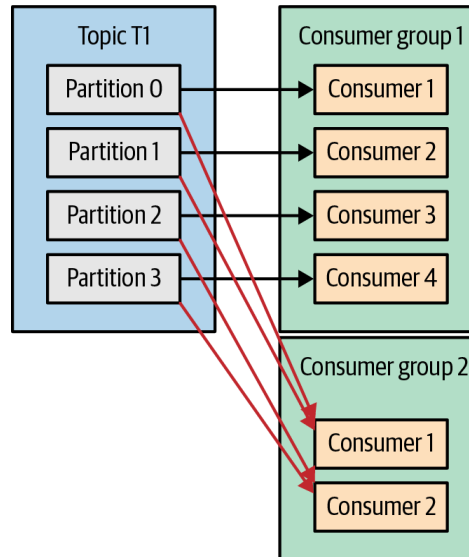 Topic T1
Partition 0
Partition 1
Partition 2
Partition 3
Consumer group 1
Consumer 1
Consumer 2
Consumer 3
Consumer 4
Consumer group 2
Consumer 1
Consumer 2